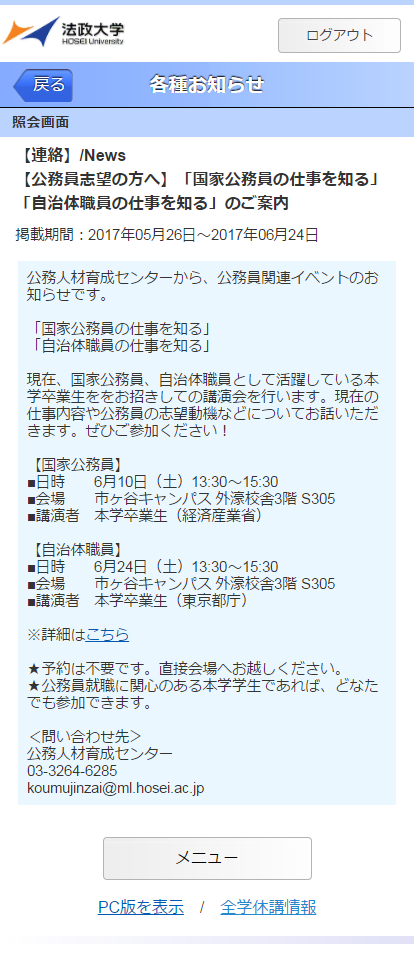 法政大学
HOSEI University
ログアウト
戻る
各種お知らせ
照会画面
【連絡】/News
【公務員志望の方へ】「国家公務員の仕事を知る」
「自治体職員の仕事を知る」のご案内
掲載期間：2017年05月26日～2017年06月24日
公務人材育成センターから、公務員関連イベントのお
知らせです。
「国家公務員の仕事を知る」
「自治体職員の仕事を知る」
現在、国家公務員、自治体職員として活躍している本
学卒業生ををお招きしての講演会を行います。現在の
仕事内容や公務員の志望動機などについてお話いただ
きます。ぜひご参加ください！
【国家公務員】
■日時　　6月10日（土）13:30～15:30
■会場　　市ヶ谷キャンパス 外濠校舎3階 S305
■講演者　本学卒業生（経済産業省）
【自治体職員】
■日時　　6月24日（土）13:30～15:30
■会場　　市ヶ谷キャンパス 外濠校舎3階 S305
■講演者　本学卒業生（東京都庁）
※詳細はこちら
★予約は不要です。直接会場へお越しください。
★公務員就職に関心のある本学学生であれば、どなた
でも参加できます。
＜問い合わせ先＞
公務人材育成センター
03-3264-6285
koumujinzai@ml.hosei.ac.jp
メニュー
PC版を表示　/　全学休講情報